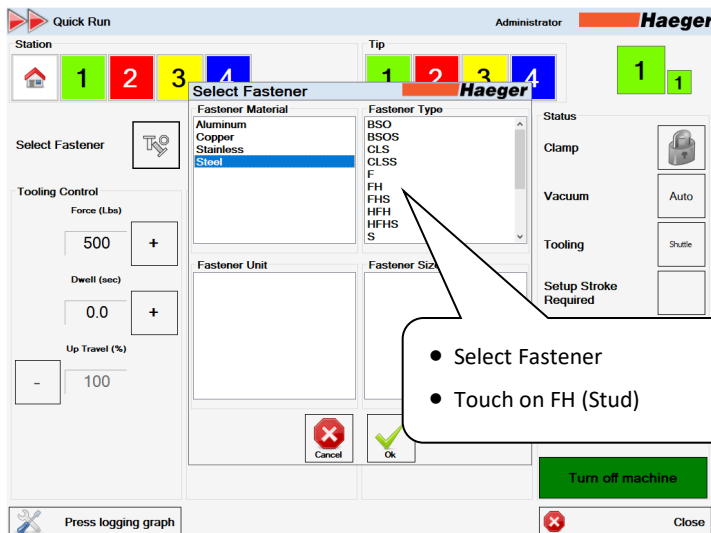 Quick Run
Administrator
Haeger
Station
1
2
3
4
Tip
1
2
3
4
1
1
Select Fastener
Haeger
Fastener Material
Aluminum
Copper
Stainless
Steel
Fastener Type
BSO
BSOS
CLS
CLSS
F
FH
FHS
HFH
HFHS
S
Fastener Unit
Fastener Size
Cancel
Ok
Select Fastener
Tooling Control
Force (Lbs)
500
+
Dwell (sec)
0.0
+
Up Travel (%)
-
100
Status
Clamp
Vacuum
Auto
Tooling
Shuttle
Setup Stroke
Required
• Select Fastener
• Touch on FH (Stud)
Turn off machine
Press logging graph
Close